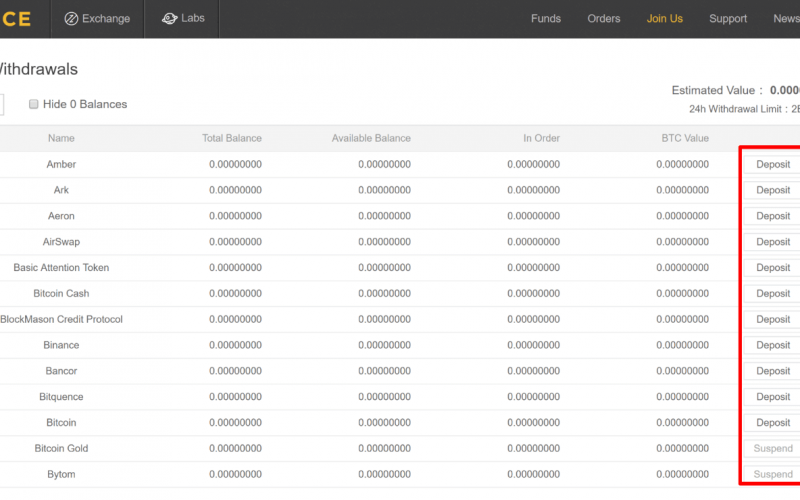 CE Exchange Labs Funds Orders Join Us Support News
ithdrawals
Estimated Value : 0.000
Hide 0 Balances
24h Withdrawal Limit : 2
Name Total Balance Available Balance In Order BTC Value
Amber 0.00000000 0.00000000 0.00000000 0.00000000 Deposit
Ark 0.00000000 0.00000000 0.00000000 0.00000000 Deposit
Aeron 0.00000000 0.00000000 0.00000000 0.00000000 Deposit
AirSwap 0.00000000 0.00000000 0.00000000 0.00000000 Deposit
Basic Attention Token 0.00000000 0.00000000 0.00000000 0.00000000 Deposit
Bitcoin Cash 0.00000000 0.00000000 0.00000000 0.00000000 Deposit
BlockMason Credit Protocol 0.00000000 0.00000000 0.00000000 0.00000000 Deposit
Binance 0.00000000 0.00000000 0.00000000 0.00000000 Deposit
Bancor 0.00000000 0.00000000 0.00000000 0.00000000 Deposit
Bitquence 0.00000000 0.00000000 0.00000000 0.00000000 Deposit
Bitcoin 0.00000000 0.00000000 0.00000000 0.00000000 Deposit
Bitcoin Gold 0.00000000 0.00000000 0.00000000 0.00000000 Suspend
Bytom 0.00000000 0.00000000 0.00000000 0.00000000 Suspend